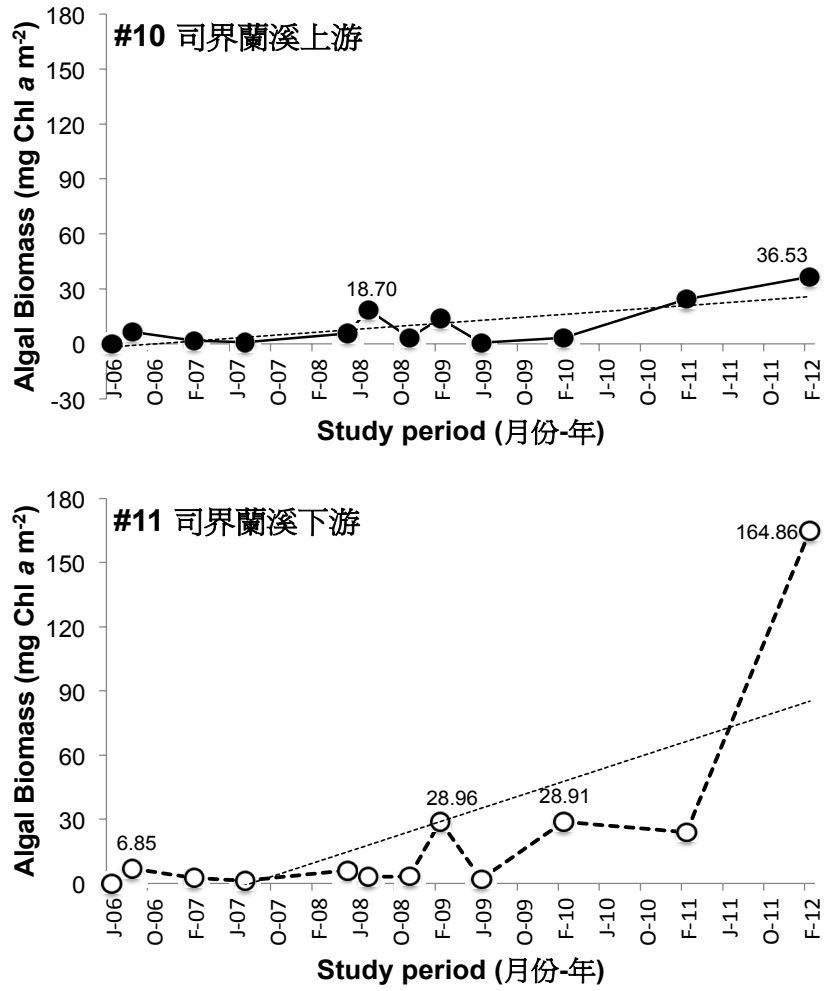 #10 司界蘭溪上游
Algal Biomass (mg Chl a m-2)
180
150
120
90
60
30
0
-30
18.70
36.53
J-06
O-06
F-07
J-07
O-07
F-08
J-08
O-08
F-09
J-09
O-09
F-10
J-10
O-10
F-11
J-11
O-11
F-12
Study period (月份-年)
#11 司界蘭溪下游
Algal Biomass (mg Chl a m-2)
180
150
120
90
60
30
0
6.85
28.96
28.91
164.86
J-06
O-06
F-07
J-07
O-07
F-08
J-08
O-08
F-09
J-09
O-09
F-10
J-10
O-10
F-11
J-11
O-11
F-12
Study period (月份-年)